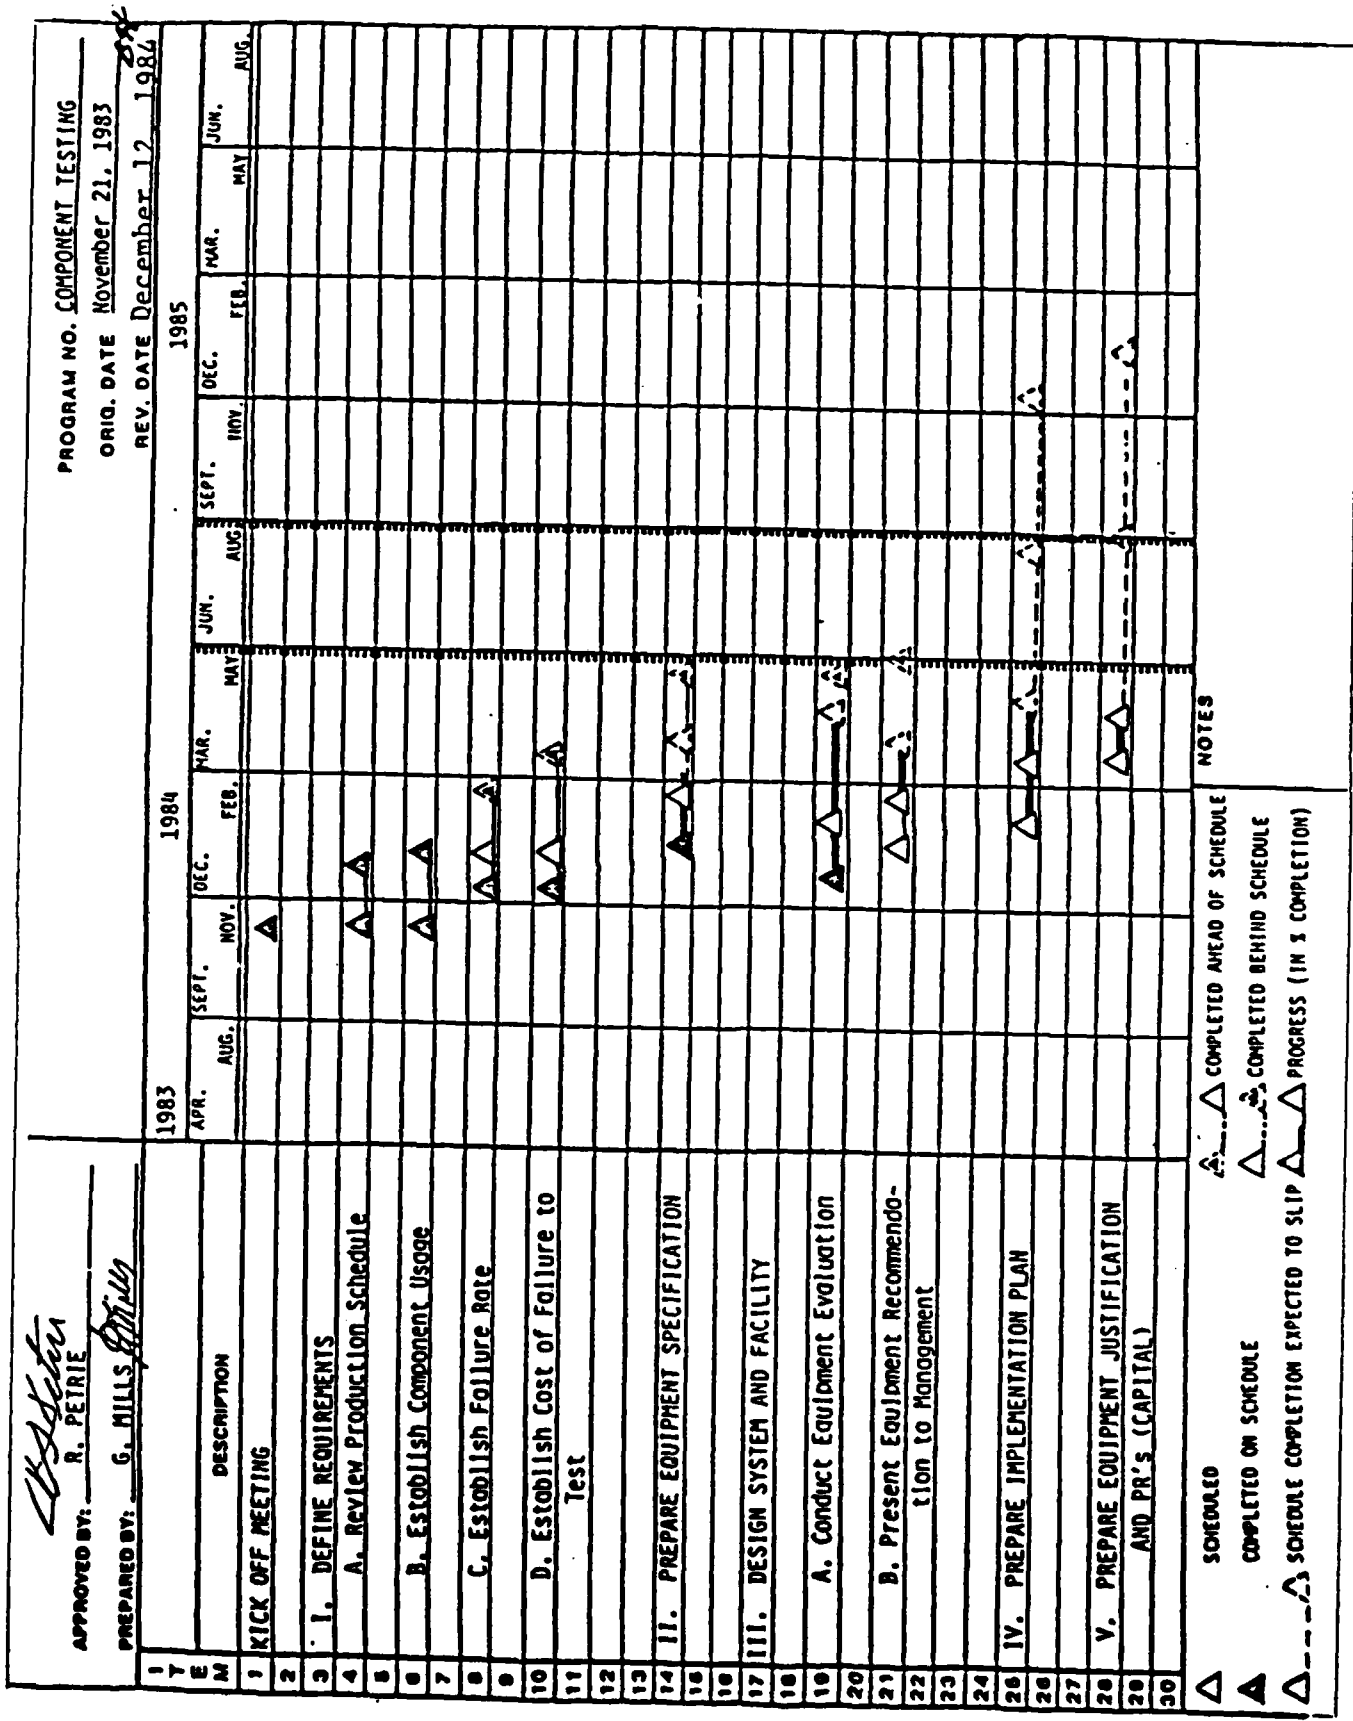 APPROVED BY: R. PETRIE
PREPARED BY: G. MILLS
PROGRAM NO. COMPONENT TESTING
ORIG. DATE November 21, 1983
REV. DATE December 12 1984
ITEM
DESCRIPTION
1983 1984 1985
APR. AUG. SEPT. NOV. DEC. FEB. MAR. MAY JUN. AUG SEPT. NOV. DEC. FEB. MAR. MAY JUN. AUG.
1 KICK OFF MEETING
2
3 I. DEFINE REQUIREMENTS
4 A. Review Production Schedule
5
6 B. Establish Component Usage
7
8 C. Establish Failure Rate
9
10 D. Establish Cost of Failure to
11 Test
12
13
14 II. PREPARE EQUIPMENT SPECIFICATION
15
16
17 III. DESIGN SYSTEM AND FACILITY
18
19 A. Conduct Equipment Evaluation
20
21 B. Present Equipment Recommenda-
22 tion to Management
23
24
25 IV. PREPARE IMPLEMENTATION PLAN
26
27
28 V. PREPARE EQUIPMENT JUSTIFICATION
29 AND PR's (CAPITAL)
30
SCHEDULED
COMPLETED ON SCHEDULE
SCHEDULE COMPLETION EXPECTED TO SLIP
COMPLETED AHEAD OF SCHEDULE
COMPLETED BEHIND SCHEDULE
PROGRESS (IN % COMPLETION)
NOTES